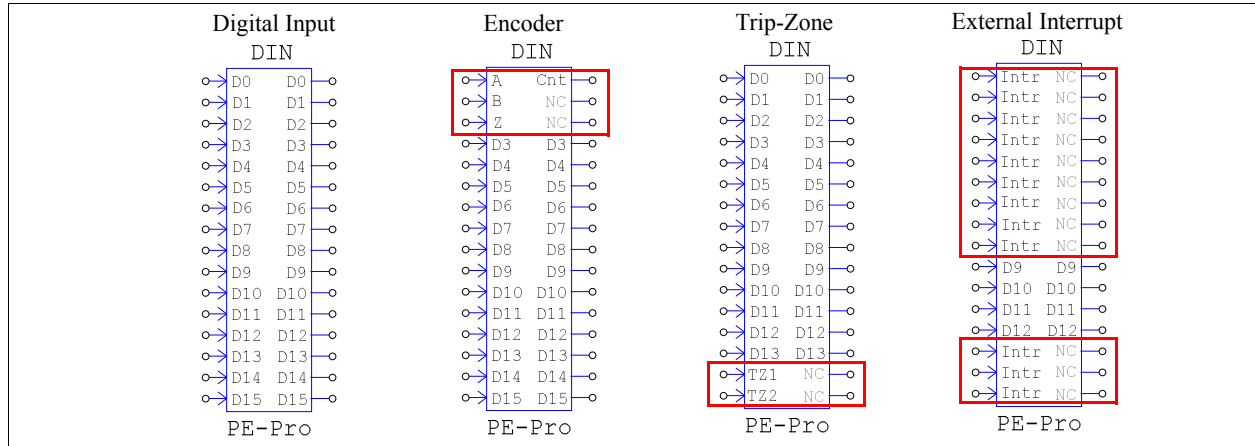 Digital Input Encoder Trip-Zone External Interrupt
DIN DIN DIN DIN
D0 D0 A Cnt D0 D0 Intr NC
D1 D1 B NC D1 D1 Intr NC
D2 D2 Z NC D2 D2 Intr NC
D3 D3 D3 D3 D3 D3 Intr NC
D4 D4 D4 D4 D4 D4 Intr NC
D5 D5 D5 D5 D5 D5 Intr NC
D6 D6 D6 D6 D6 D6 Intr NC
D7 D7 D7 D7 D7 D7 Intr NC
D8 D8 D8 D8 D8 D8 Intr NC
D9 D9 D9 D9 D9 D9 D9 D9
D10 D10 D10 D10 D10 D10 D10 D10
D11 D11 D11 D11 D11 D11 D11 D11
D12 D12 D12 D12 D12 D12 D12 D12
D13 D13 D13 D13 D13 D13 Intr NC
D14 D14 D14 D14 TZ1 NC Intr NC
D15 D15 D15 D15 TZ2 NC Intr NC
PE-Pro PE-Pro PE-Pro PE-Pro